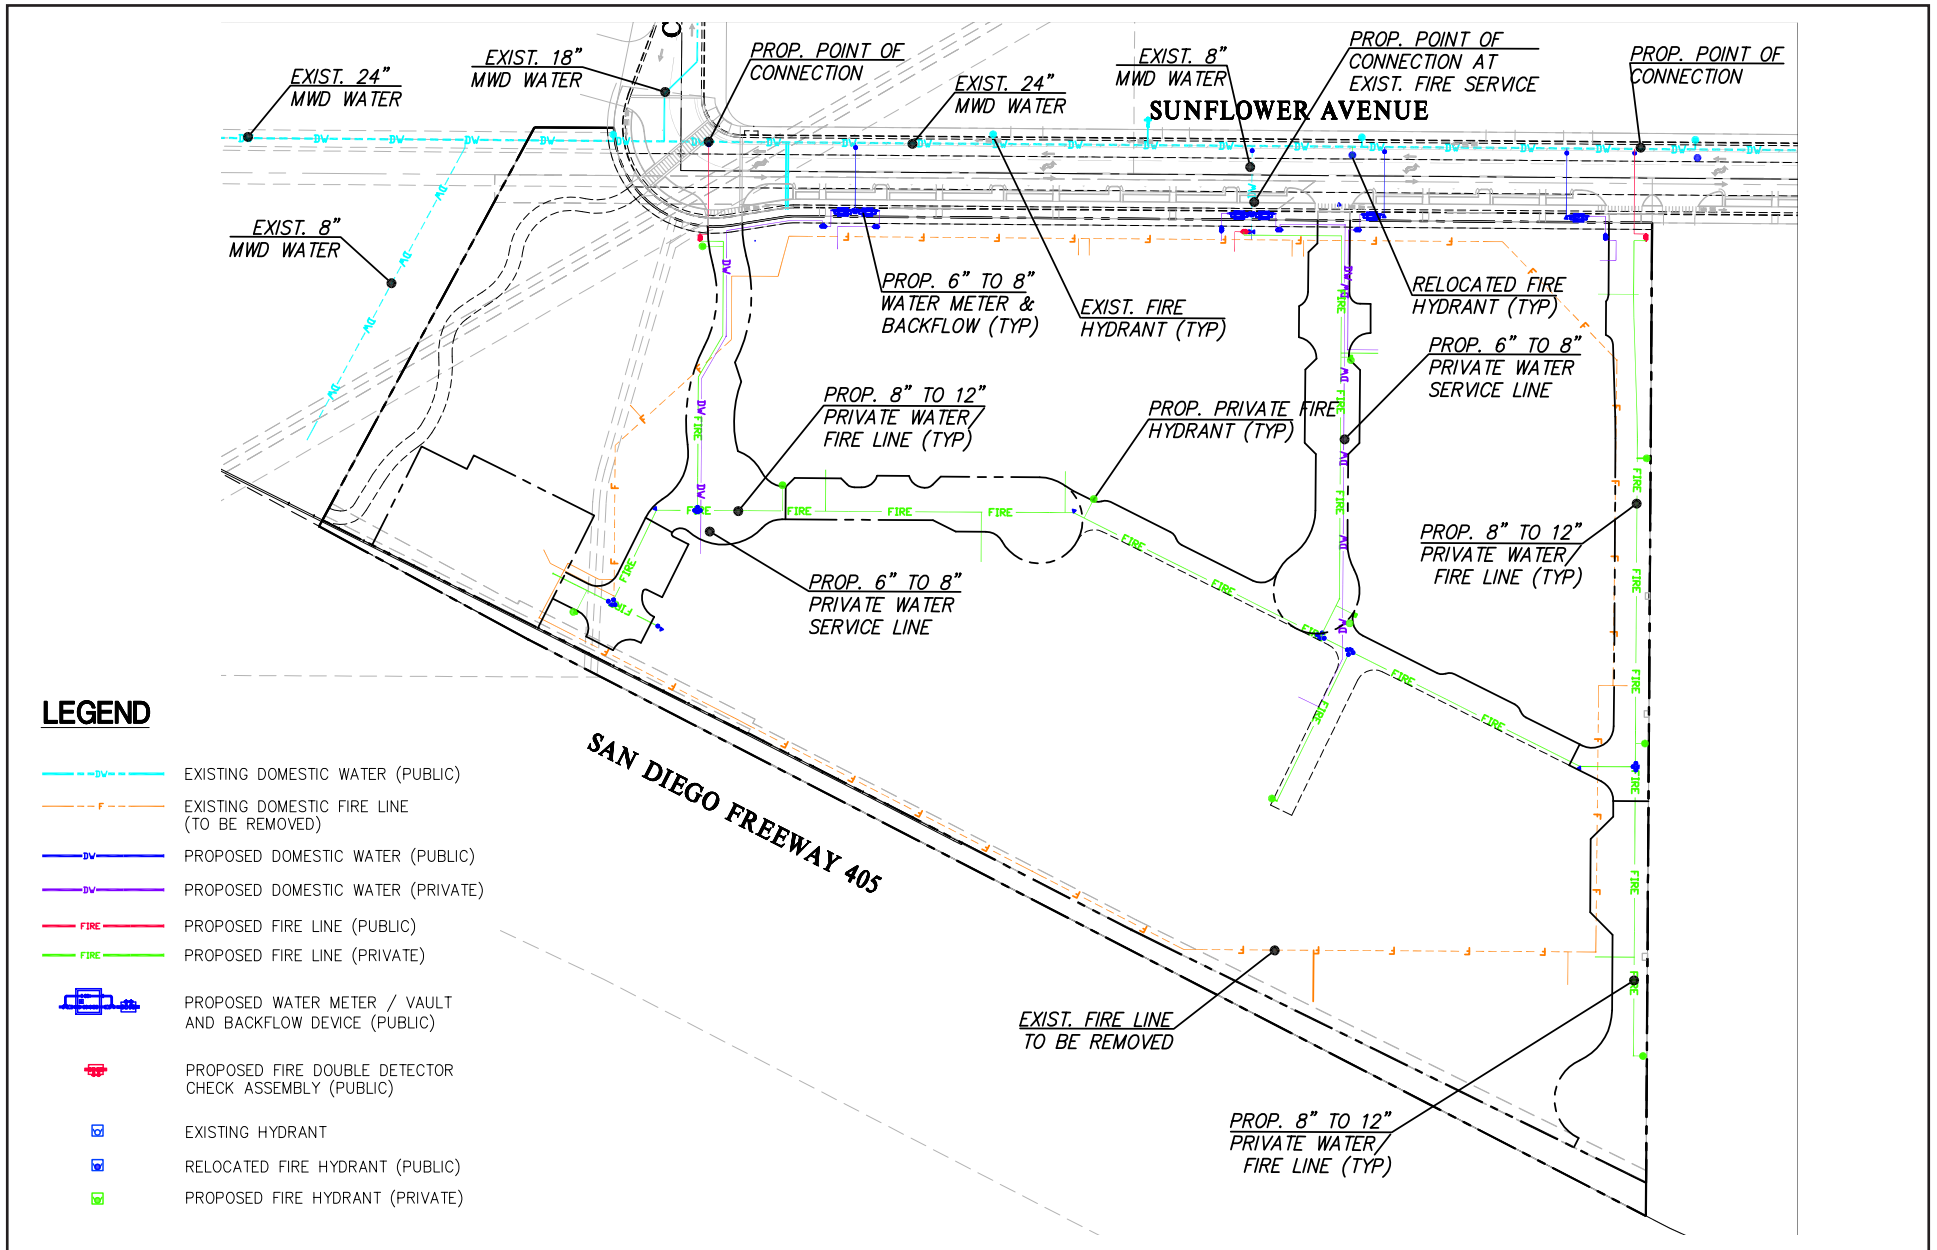 EXIST. 24”
MWD WATER
EXIST. 18”
MWD WATER
PROP. POINT OF
CONNECTION
EXIST. 24”
MWD WATER
EXIST. 8”
MWD WATER
PROP. POINT OF
CONNECTION AT
EXIST. FIRE SERVICE
PROP. POINT OF
CONNECTION
SUNFLOWER AVENUE
EXIST. 8”
MWD WATER
PROP. 6” TO 8”
WATER METER &
BACKFLOW (TYP)
EXIST. FIRE
HYDRANT (TYP)
RELOCATED FIRE
HYDRANT (TYP)
PROP. 6” TO 8”
PRIVATE WATER
SERVICE LINE
PROP. 8” TO 12”
PRIVATE WATER/
FIRE LINE (TYP)
PROP. PRIVATE FIRE
HYDRANT (TYP)
PROP. 8” TO 12”
PRIVATE WATER/
FIRE LINE (TYP)
PROP. 6” TO 8”
PRIVATE WATER
SERVICE LINE
SAN DIEGO FREEWAY 405
EXIST. FIRE LINE
TO BE REMOVED
PROP. 8” TO 12”
PRIVATE WATER/
FIRE LINE (TYP)
LEGEND
DW EXISTING DOMESTIC WATER (PUBLIC)
F EXISTING DOMESTIC FIRE LINE
(TO BE REMOVED)
DW PROPOSED DOMESTIC WATER (PUBLIC)
DW PROPOSED DOMESTIC WATER (PRIVATE)
FIRE PROPOSED FIRE LINE (PUBLIC)
FIRE PROPOSED FIRE LINE (PRIVATE)
PROPOSED WATER METER / VAULT
AND BACKFLOW DEVICE (PUBLIC)
PROPOSED FIRE DOUBLE DETECTOR
CHECK ASSEMBLY (PUBLIC)
EXISTING HYDRANT
RELOCATED FIRE HYDRANT (PUBLIC)
PROPOSED FIRE HYDRANT (PRIVATE)